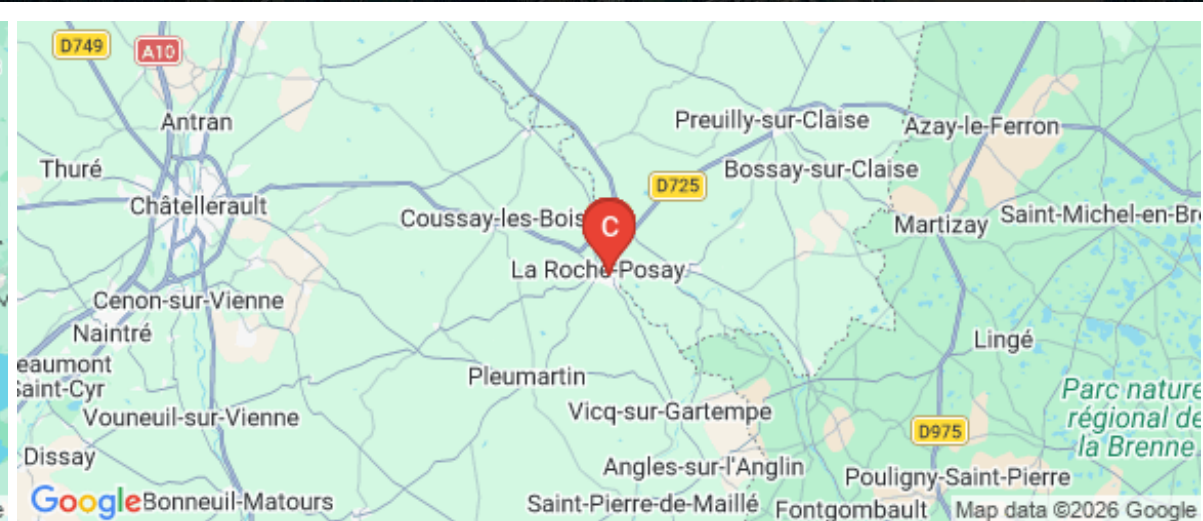 D749
A10
Antran
Preuilly-sur-Claise
Azay-le-Ferron
Thuré
Bossay-sur-Claise
D725
Châtellerault
Coussay-les-Bois
C
Martizay
Saint-Michel-en-Br
La Roche-Posay
Cenon-sur-Vienne
Naintré
Lingé
eaumont
Saint-Cyr
Pleumartin
Parc nature
régional de
la Brenne
Vouneuil-sur-Vienne
Vicq-sur-Gartempe
D975
Dissay
Angles-sur-l'Anglin
Pouligny-Saint-Pierre
Google
Bonneuil-Matours
Saint-Pierre-de-Maillé
Fontgombault
Map data ©2026 Google